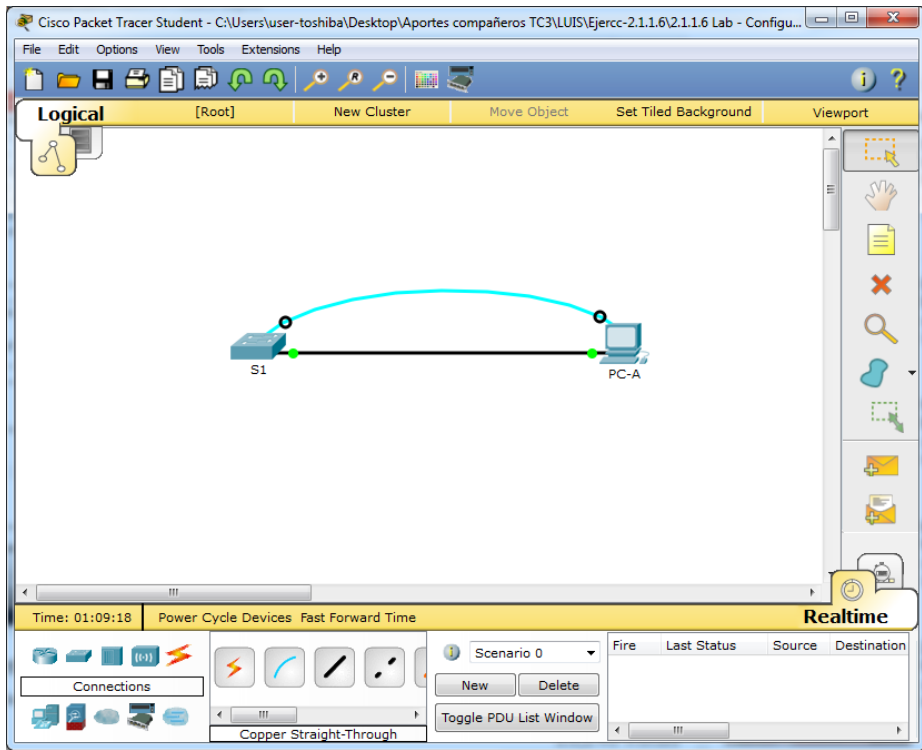 Cisco Packet Tracer Student - C:\Users\user-toshiba\Desktop\Aportes compañeros TC3\LUIS\Ejercc-2.1.1.6\2.1.1.6 Lab - Configu...
File Edit Options View Tools Extensions Help
Logical [Root] New Cluster Move Object Set Tiled Background Viewport
S1
PC-A
Time: 01:09:18 Power Cycle Devices Fast Forward Time Realtime
Scenario 0
Fire Last Status Source Destination
Connections
New Delete
Toggle PDU List Window
Copper Straight-Through